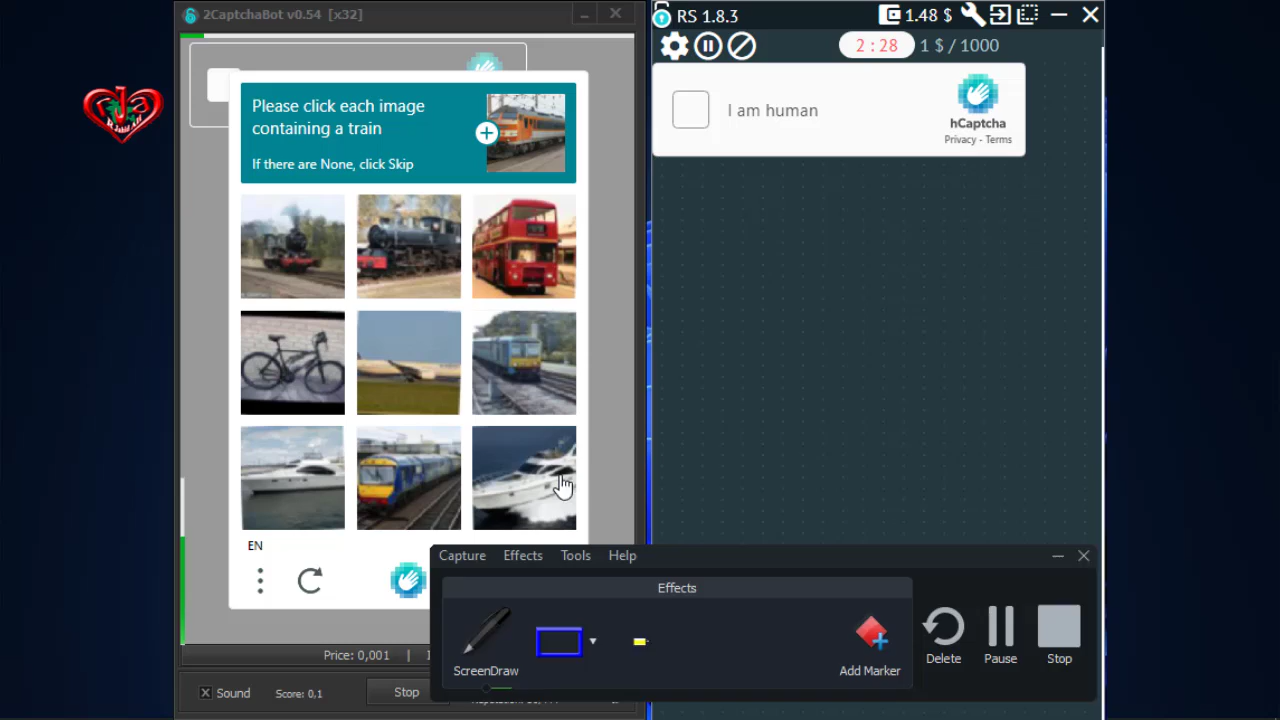 2CaptchaBot v0.54 [x32]
Please click each image
containing a train
If there are None, click Skip
EN
Price: 0,001 |
Sound
Score: 0,1
Stop
RS 1.8.3
1.48 $
2 : 28
1 $ / 1000
I am human
hCaptcha
Privacy - Terms
Capture Effects Tools Help
Effects
ScreenDraw
Add Marker
Delete
Pause
Stop